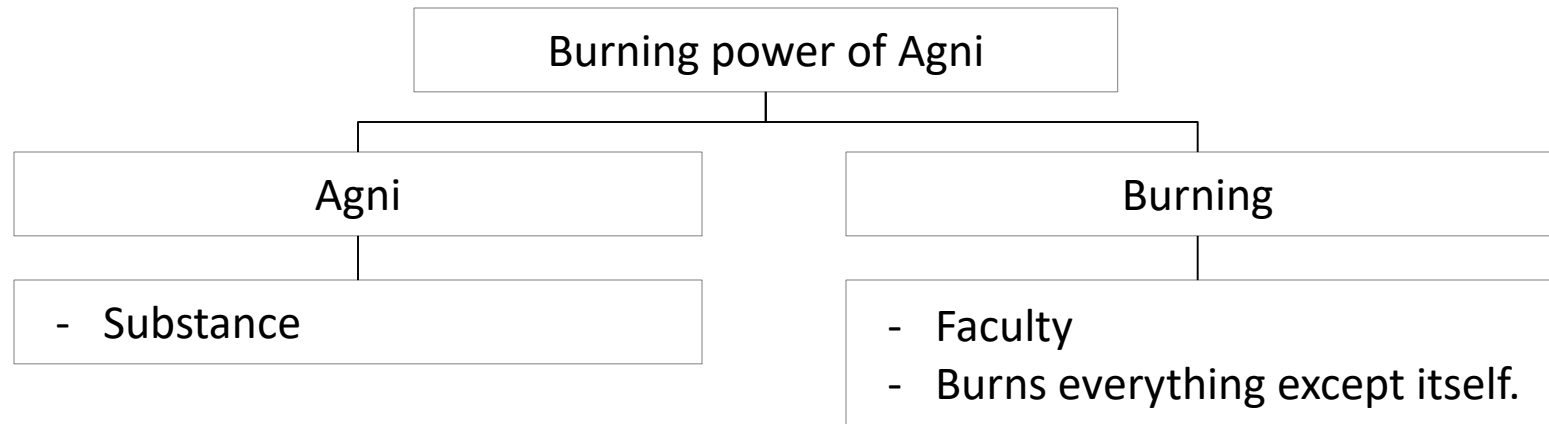 Burning power of Agni
Agni
Burning
- Substance
- Faculty
- Burns everything except itself.